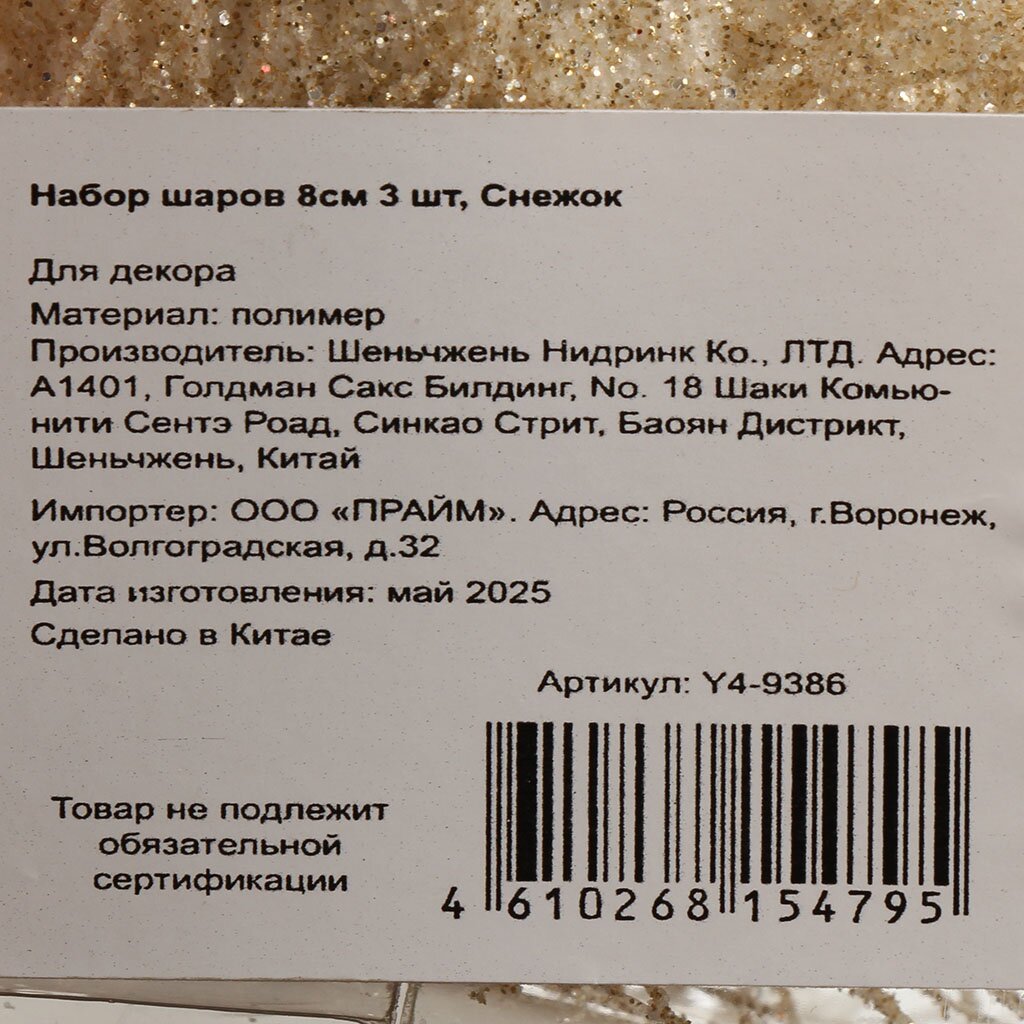 Набор шаров 8см 3 шт, Снежок
Для декора
Материал: полимер
Производитель: Шеньчжень Нидринк Ко., ЛТД. Адрес:
А1401, Голдман Сакс Билдинг, No. 18 Шаки Комью-
нити Сентэ Роад, Синкао Стрит, Баоян Дистрикт,
Шеньчжень, Китай
Импортер: ООО «ПРАЙМ». Адрес: Россия, г.Воронеж,
ул.Волгоградская, д.32
Дата изготовления: май 2025
Сделано в Китае
Артикул: Y4-9386
Товар не подлежит
обязательной
сертификации
4 610268 154795